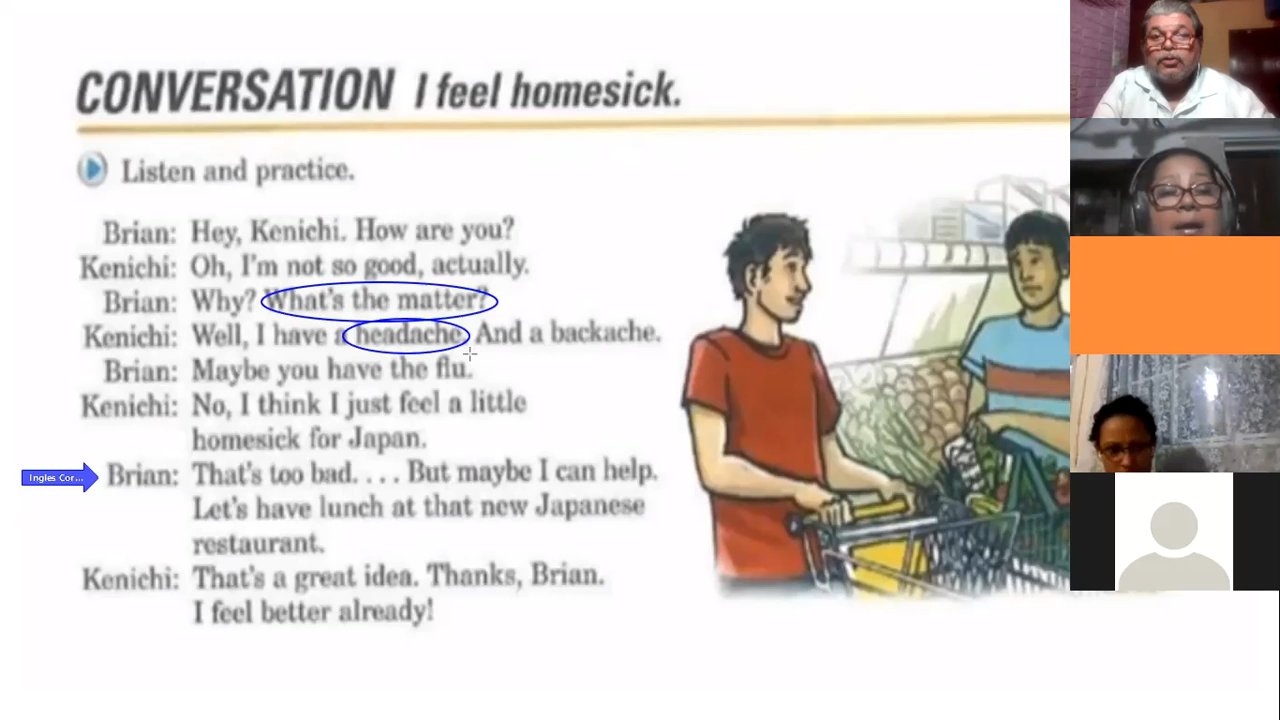 CONVERSATION I feel homesick.
Listen and practice.
Brian: Hey, Kenichi. How are you?
Kenichi: Oh, I'm not so good, actually.
Brian: Why? What's the matter?
Kenichi: Well, I have a headache. And a backache.
Brian: Maybe you have the flu.
Kenichi: No, I think I just feel a little
homesick for Japan.
Ingles Cor...
Brian: That's too bad. . . . But maybe I can help.
Let's have lunch at that new Japanese
restaurant.
Kenichi: That's a great idea. Thanks, Brian.
I feel better already!